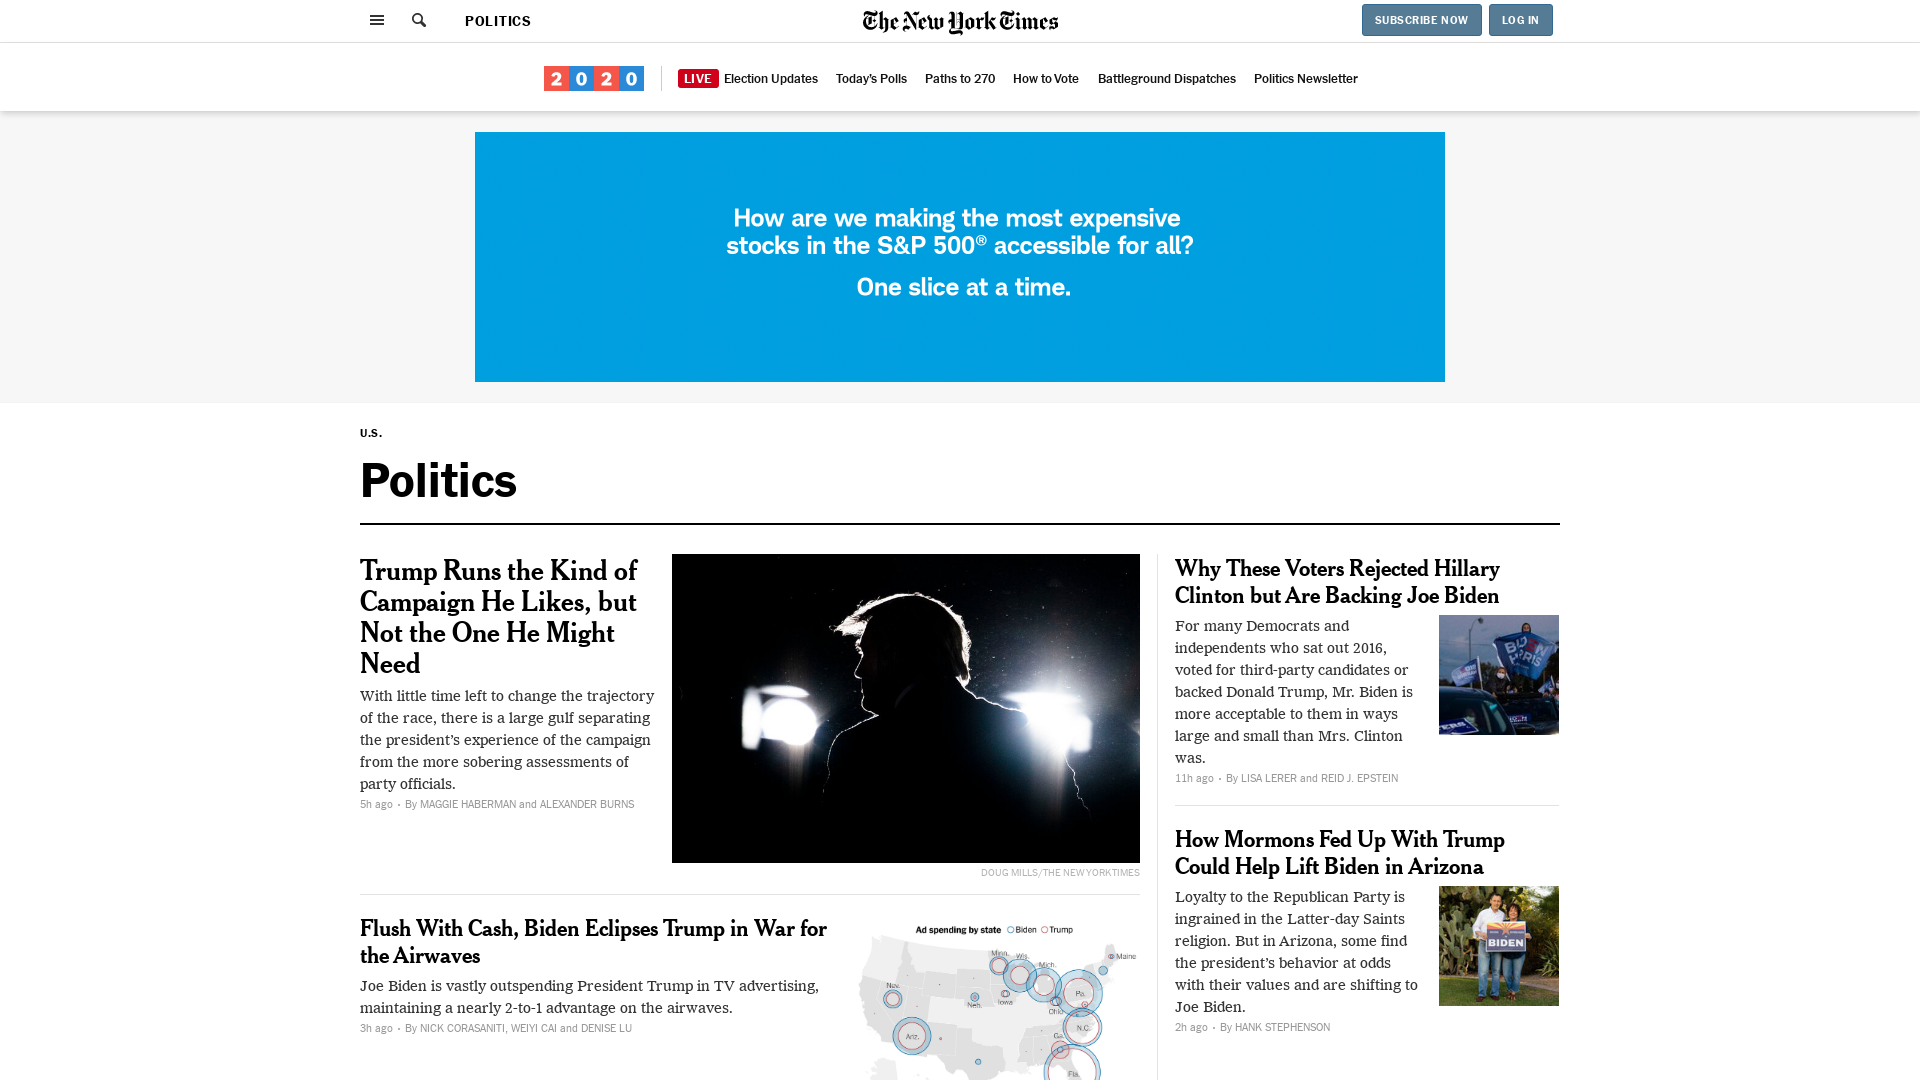 POLITICS
The New York Times
SUBSCRIBE NOW
LOG IN
2020
LIVE Election Updates
Today's Polls
Paths to 270
How to Vote
Battleground Dispatches
Politics Newsletter
How are we making the most expensive
stocks in the S&P 500® accessible for all?
One slice at a time.
U.S.
Politics
Trump Runs the Kind of
Campaign He Likes, but
Not the One He Might
Need
With little time left to change the trajectory
of the race, there is a large gulf separating
the president’s experience of the campaign
from the more sobering assessments of
party officials.
5h ago • By MAGGIE HABERMAN and ALEXANDER BURNS
DOUG MILLS/THE NEW YORK TIMES
Flush With Cash, Biden Eclipses Trump in War for
the Airwaves
Joe Biden is vastly outspending President Trump in TV advertising,
maintaining a nearly 2-to-1 advantage on the airwaves.
3h ago • By NICK CORASANITI, WEIYI CAI and DENISE LU
Ad spending by state Biden Trump
Minn.
Wis.
Mich.
Maine
Nev.
Neb.
Iowa
Pa.
Ohio
Ariz.
N.C.
Ga.
Fla.
Why These Voters Rejected Hillary
Clinton but Are Backing Joe Biden
For many Democrats and
independents who sat out 2016,
voted for third-party candidates or
backed Donald Trump, Mr. Biden is
more acceptable to them in ways
large and small than Mrs. Clinton
was.
11h ago • By LISA LERER and REID J. EPSTEIN
BIDEN
HARRIS
How Mormons Fed Up With Trump
Could Help Lift Biden in Arizona
Loyalty to the Republican Party is
ingrained in the Latter-day Saints
religion. But in Arizona, some find
the president’s behavior at odds
with their values and are shifting to
Joe Biden.
2h ago • By HANK STEPHENSON
BIDEN